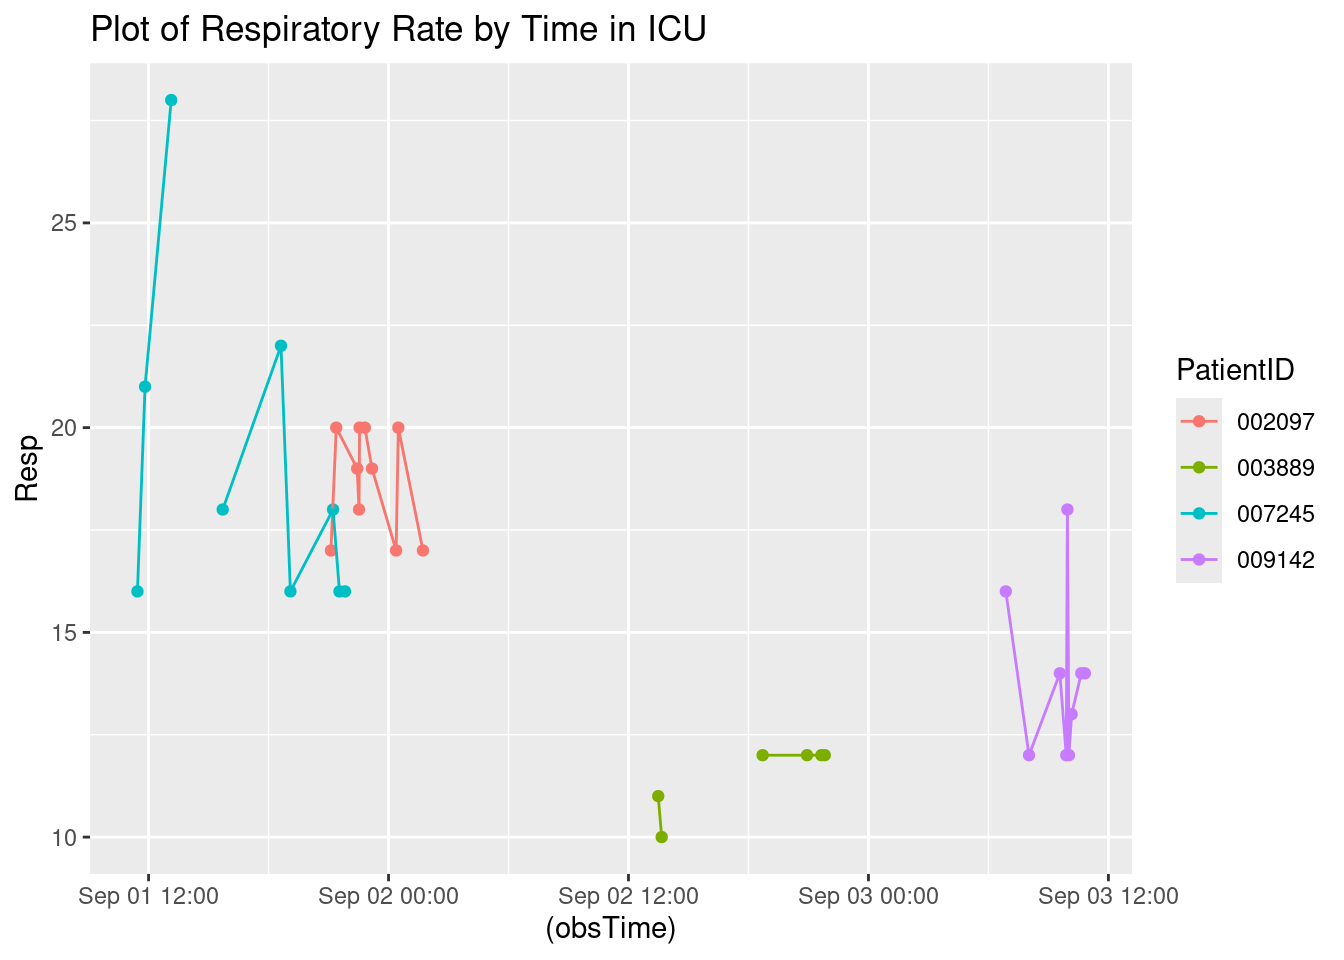 Plot of Respiratory Rate by Time in ICU
Resp
25
20
15
10
Sep 01 12:00
Sep 02 00:00
Sep 02 12:00
Sep 03 00:00
Sep 03 12:00
(obsTime)
PatientID
002097
003889
007245
009142